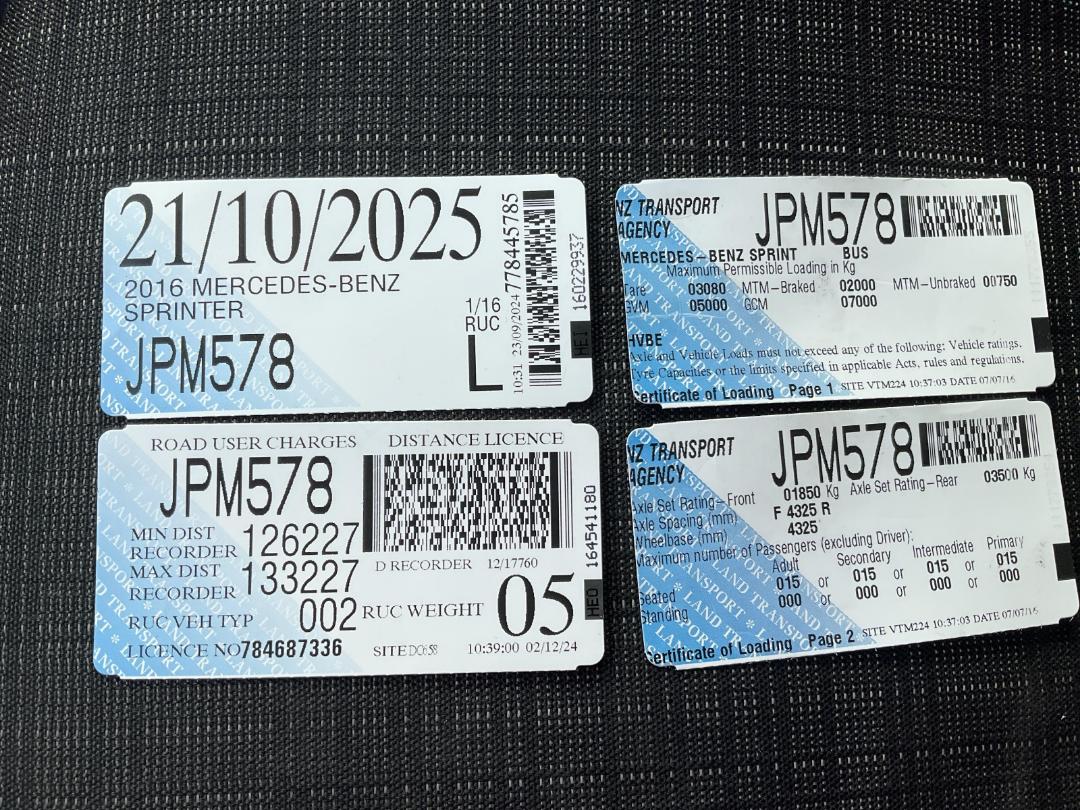 21/10/2025
2016 MERCEDES-BENZ
SPRINTER
JPM578
1/16
RUC
L
10:31 23/09/2024 778445785
160229937
HEI
ROAD USER CHARGES DISTANCE LICENCE
JPM578
MIN DIST
RECORDER 126227
MAX DIST
RECORDER 133227
D RECORDER 12/17760
RUC VEH TYP 002 RUC WEIGHT 05
LICENCE NO784687336 SITE DC658 10:39:00 02/12/24
164541180
HEO
NZ TRANSPORT
AGENCY
JPM578
MERCEDES-BENZ SPRINT BUS
Maximum Permissible Loading in Kg
Tare 03080 MTM-Braked 02000 MTM-Unbraked 00750
GVM 05000 GCM 07000
HVBE
Axle and Vehicle Loads must not exceed any of the following: Vehicle ratings,
Tyre Capacities or the limits specified in applicable Acts, rules and regulations.
Certificate of Loading Page 1 SITE VTM224 10:37:03 DATE 07/07/16
NZ TRANSPORT
AGENCY
JPM578
Axle Set Rating-Front 01850 Kg Axle Set Rating-Rear 03500 Kg
Axle Spacing (mm) F 4325 R
Wheelbase (mm) 4325
Maximum number of Passengers (excluding Driver):
Adult Secondary Intermediate Primary
Seated 015 or 015 or 015 or 015
Standing 000 or 000 or 000 or 000
Certificate of Loading Page 2 SITE VTM224 10:37:03 DATE 07/07/16